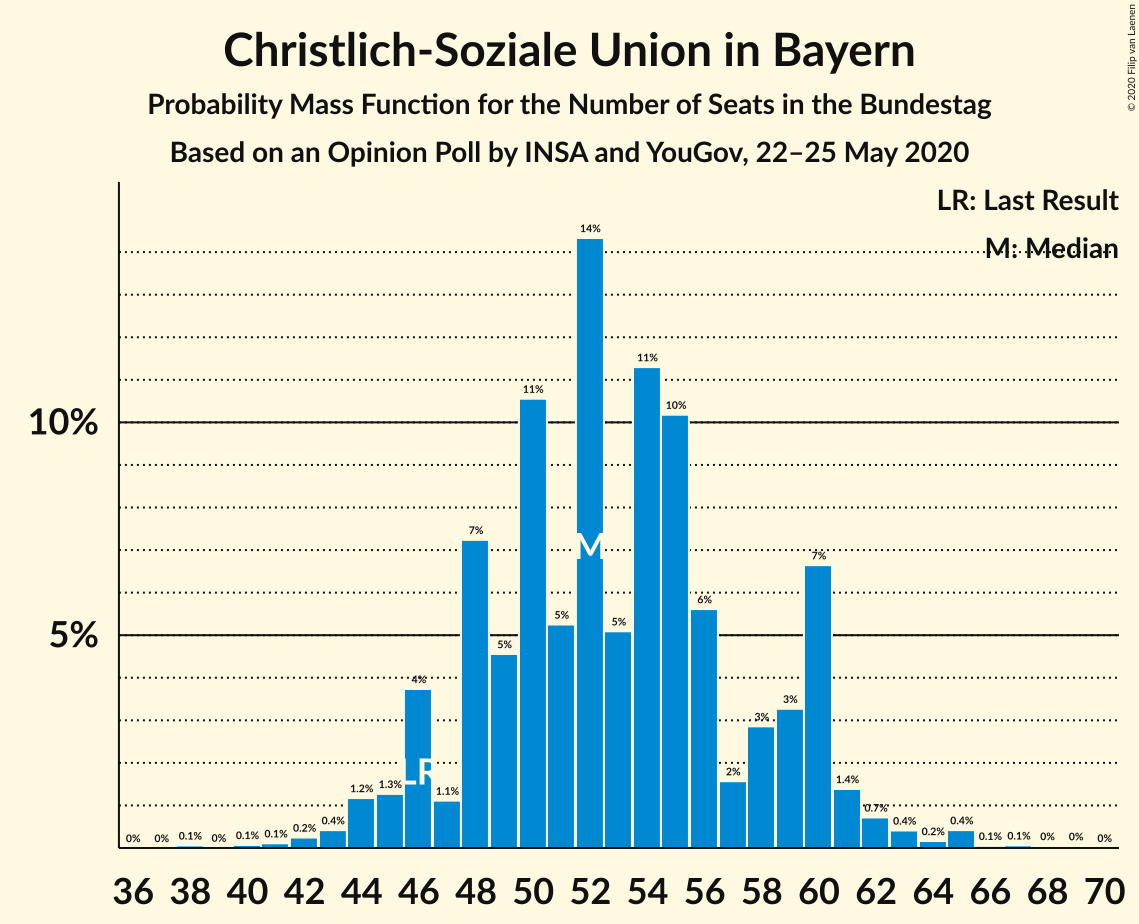 Christlich-Soziale Union in Bayern
Probability Mass Function for the Number of Seats in the Bundestag
Based on an Opinion Poll by INSA and YouGov, 22–25 May 2020
© 2020 Filip van Laenen
LR: Last Result
M: Median
10%
5%
0% 0% 0.1% 0% 0.1% 0.1% 0.2% 0.4% 1.2% 1.3% 4% 1.1% 7% 5% 11% 5% 14% 5% 11% 10% 6% 2% 3% 3% 7% 1.4% 0.7% 0.4% 0.2% 0.4% 0.1% 0.1% 0% 0% 0%
LR
M
36 38 40 42 44 46 48 50 52 54 56 58 60 62 64 66 68 70